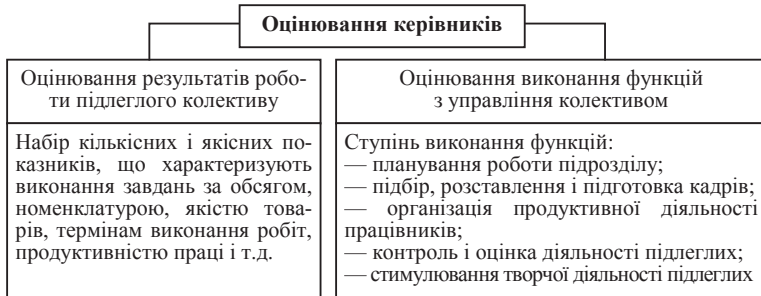 Оцінювання керівників
Оцінювання результатів робо-
ти підлеглого колективу
Набір кількісних і якісних по-
казників, що характеризують
виконання завдань за обсягом,
номенклатурою, якістю това-
рів, термінам виконання робіт,
продуктивністю праці і т.д.
Оцінювання виконання функцій
з управління колективом
Ступінь виконання функцій:
— планування роботи підрозділу;
— підбір, розставлення і підготовка кадрів;
— організація продуктивної діяльності
працівників;
— контроль і оцінка діяльності підлеглих;
— стимулювання творчої діяльності підлеглих